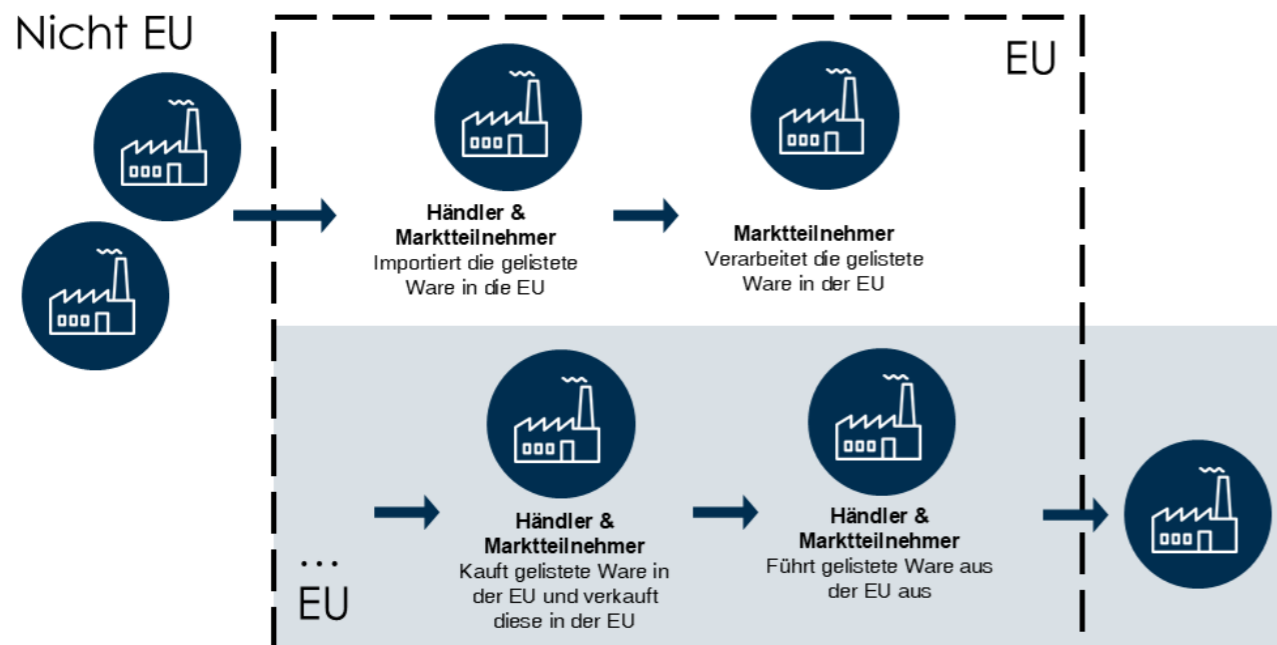 Nicht EU
EU
Händler &
Marktteilnehmer
Importiert die gelistete
Ware in die EU
Marktteilnehmer
Verarbeitet die gelistete
Ware in der EU
...
EU
Händler &
Marktteilnehmer
Kauft gelistete Ware in
der EU und verkauft
diese in der EU
Händler &
Marktteilnehmer
Führt gelistete Ware aus
der EU aus